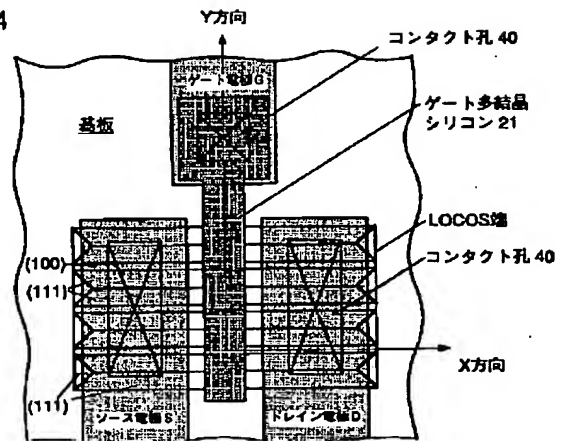 4
Y方向
コンタクト孔 40
ゲート電極G
ゲート多結晶
シリコン 21
基板
LOCOS端
(100)
コンタクト孔 40
(111)
X方向
(111)
ソース電極S
ドレイン電極D